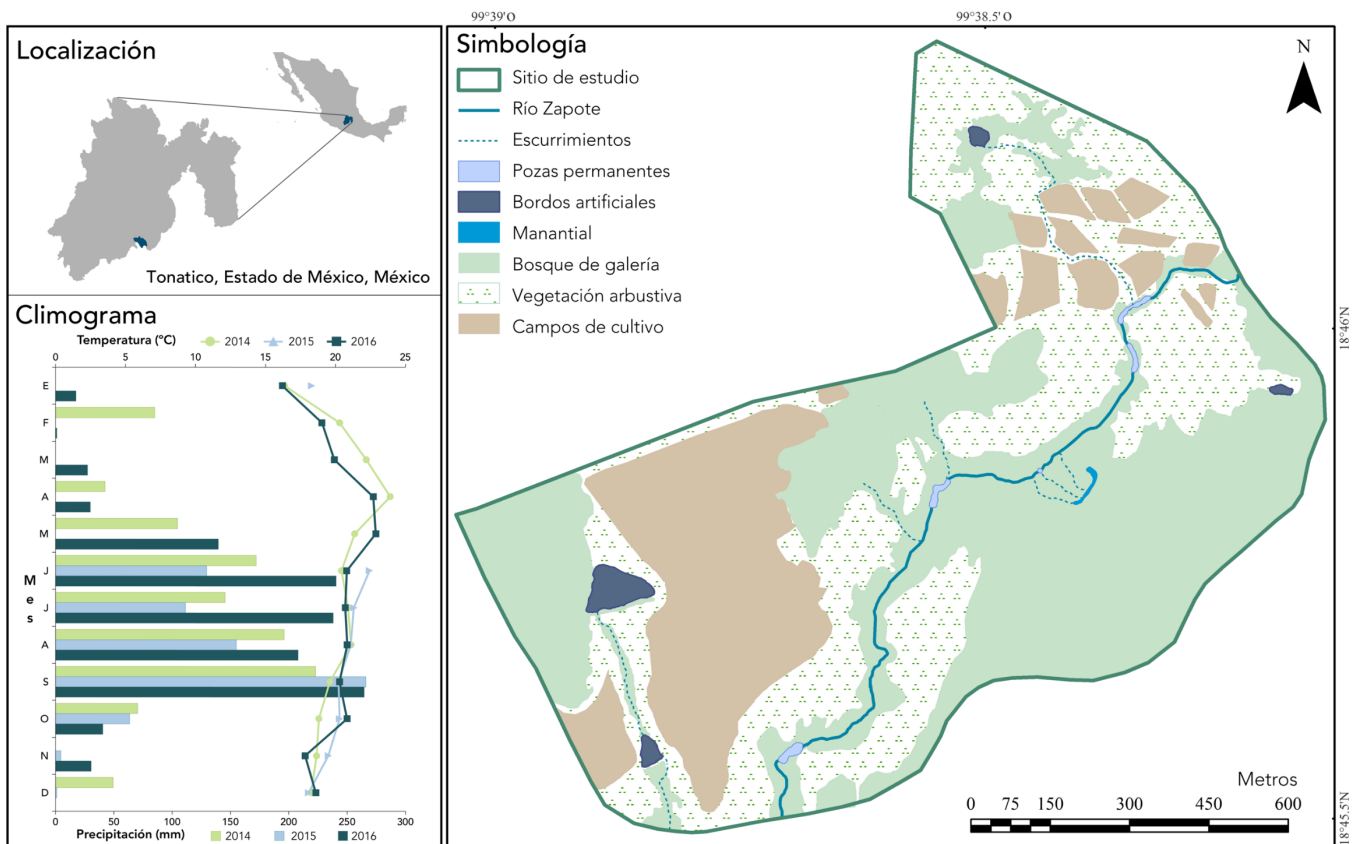 99°39'O
99°38.5'O
Localización
Tonatico, Estado de México, México
Climograma
Temperatura (°C)
2014
2015
2016
0
5
10
15
20
25
E
F
M
A
M
J
J
A
S
O
N
D
Mes
0
50
100
150
200
250
300
Precipitación (mm)
2014
2015
2016
Simbología
Sitio de estudio
Río Zapote
Escurrimientos
Pozas permanentes
Bordos artificiales
Manantial
Bosque de galería
Vegetación arbustiva
Campos de cultivo
N
18°46'N
18°45.5'N
Metros
0 75 150 300 450 600